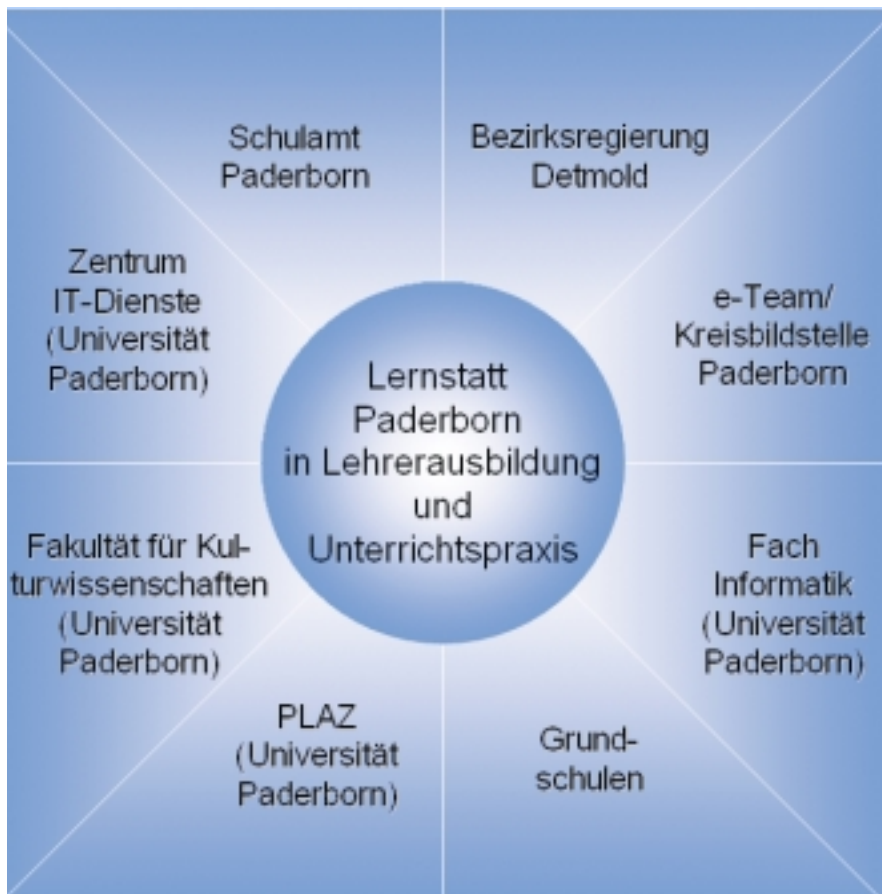 Schulamt
Paderborn
Bezirksregierung
Detmold
Zentrum
IT-Dienste
(Universität
Paderborn)
e-Team/
Kreisbildstelle
Paderborn
Lernstatt
Paderborn
in Lehrerausbildung
und
Unterrichtspraxis
Fakultät für Kul-
turwissenschaften
(Universität
Paderborn)
Fach
Informatik
(Universität
Paderborn)
PLAZ
(Universität
Paderborn)
Grund-
schulen